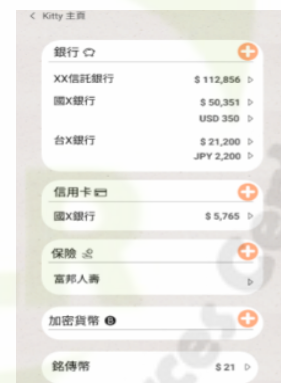 < Kitty 主頁
銀行
XX信託銀行 $ 112,856
國X銀行 $ 50,351
USD 350
台X銀行 $ 21,200
JPY 2,200
信用卡
國X銀行 $ 5,765
保險
富邦人壽
加密貨幣 B
銘傳幣 $ 21